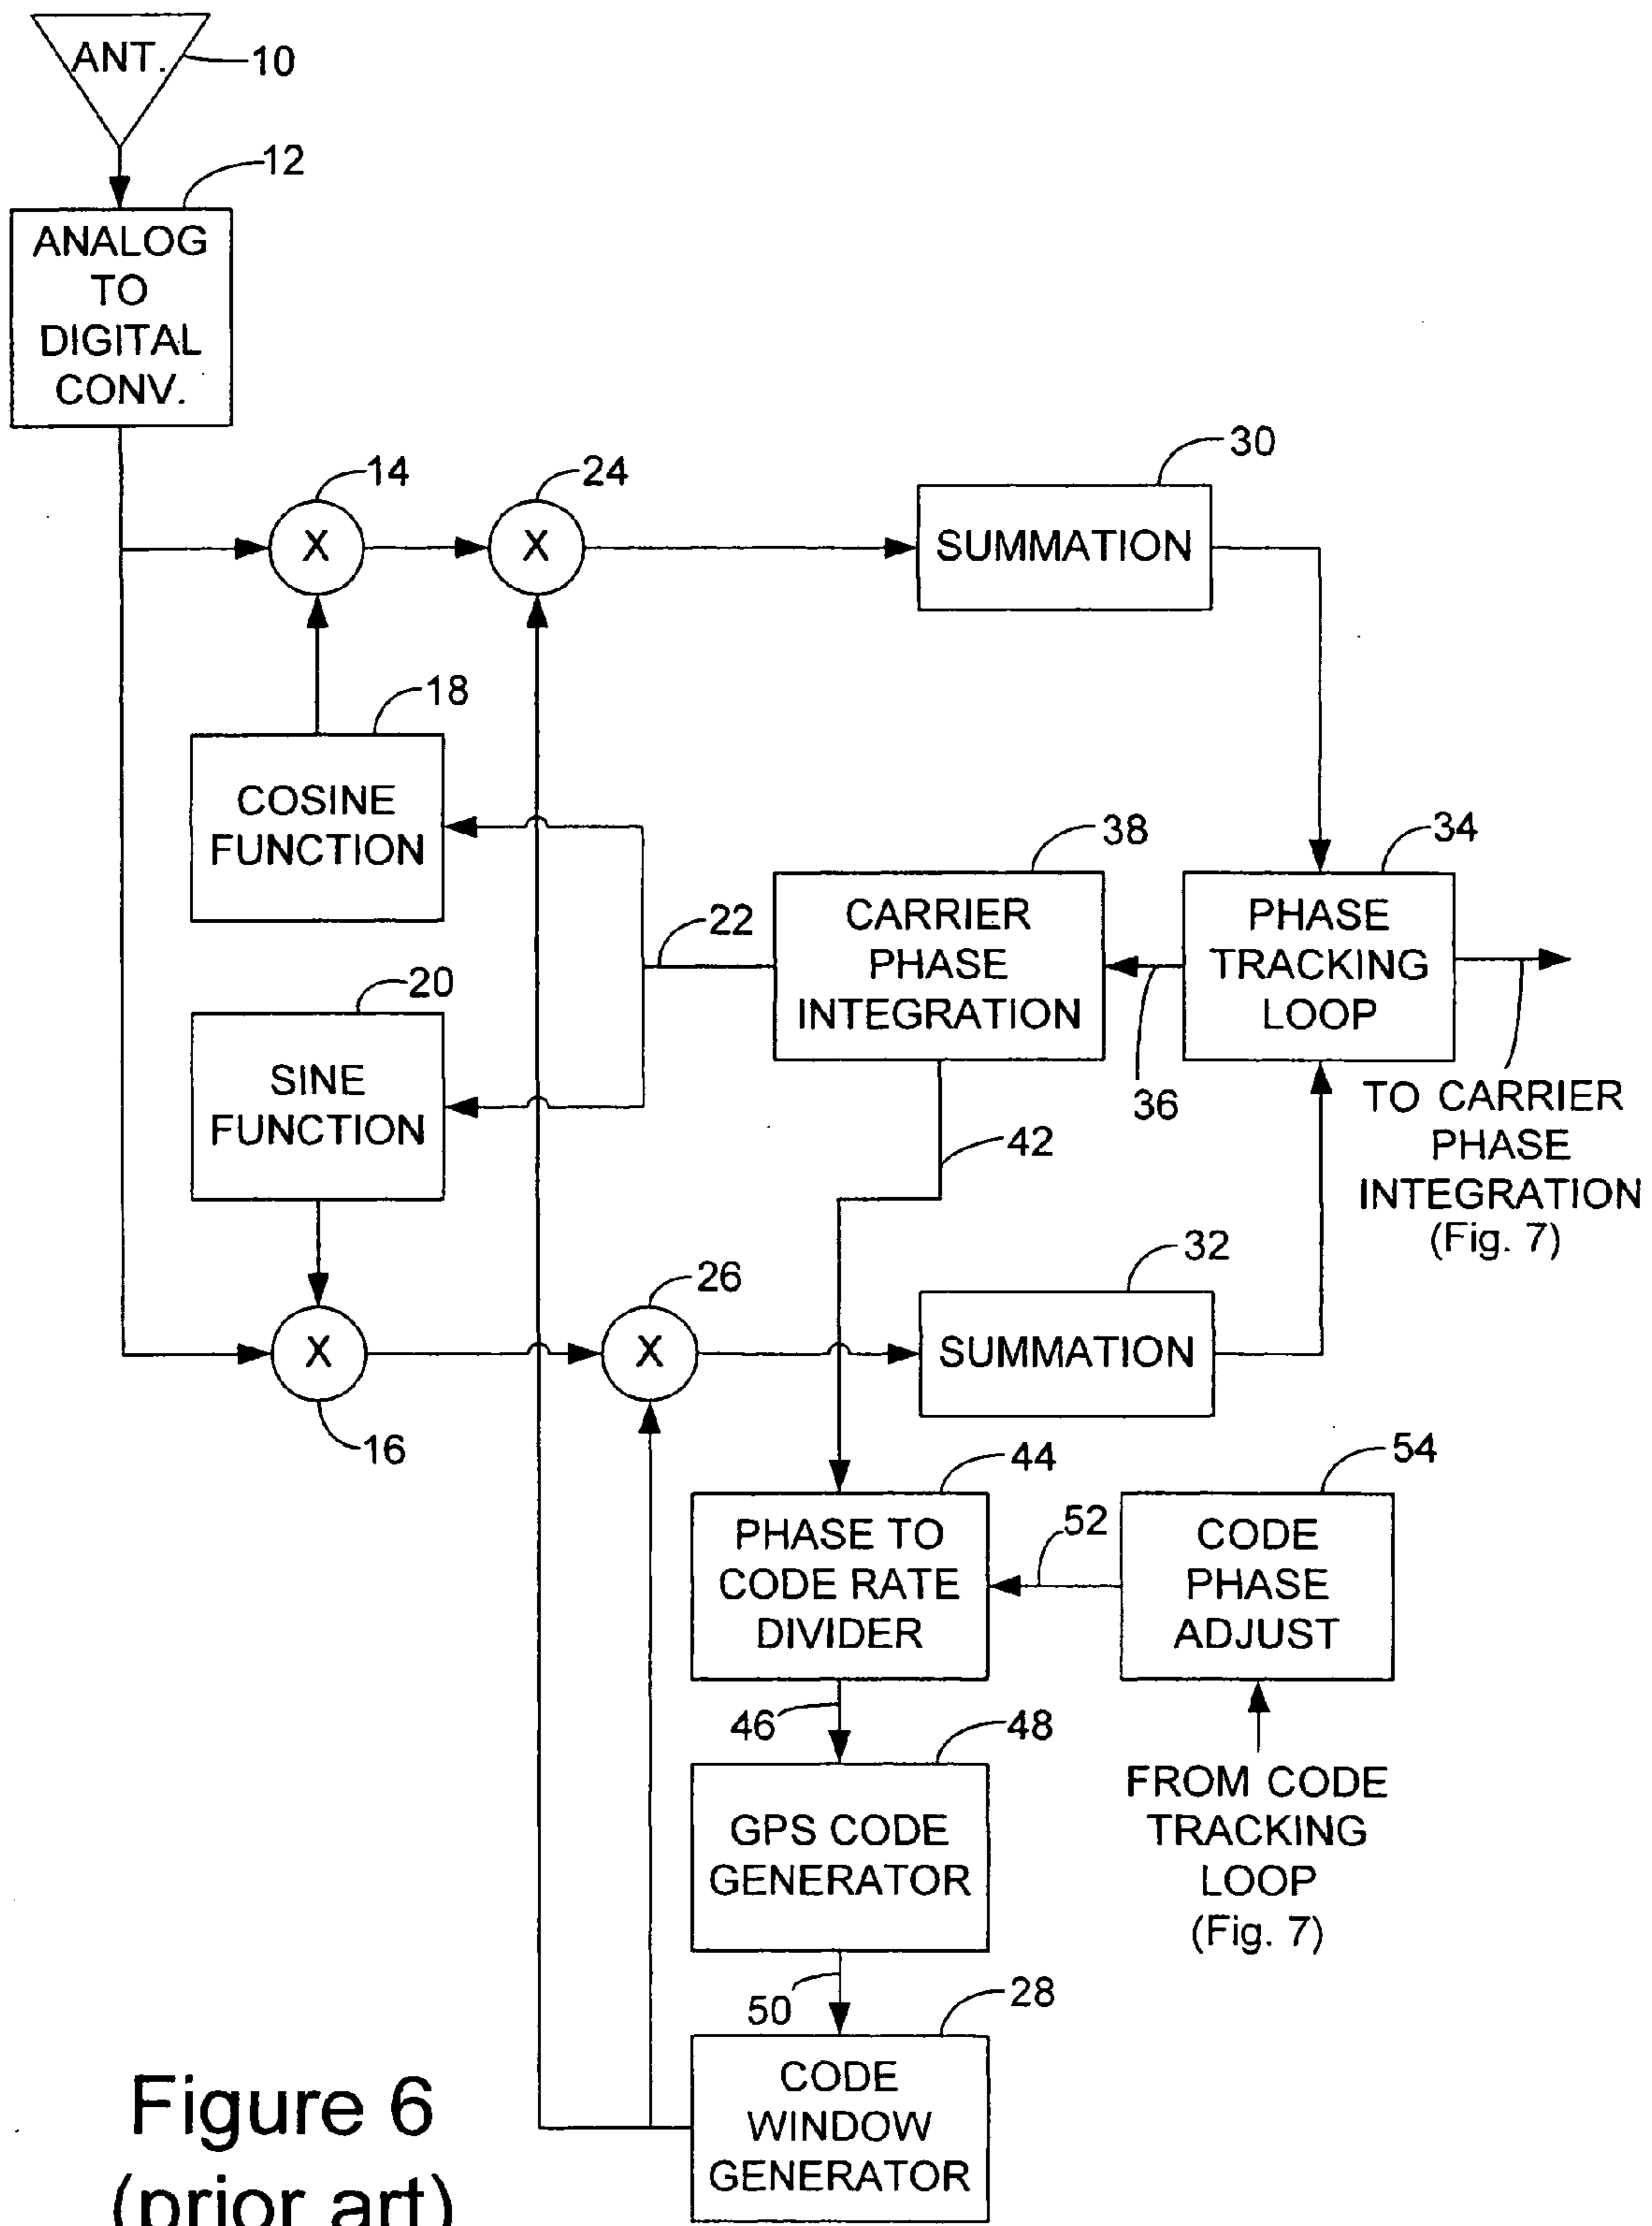 ANT.
10
12
ANALOG
TO
DIGITAL
CONV.
14
24
30
X
X
SUMMATION
18
COSINE
FUNCTION
38
34
CARRIER
PHASE
INTEGRATION
PHASE
TRACKING
LOOP
22
36
20
SINE
FUNCTION
42
TO CARRIER
PHASE
INTEGRATION
(Fig. 7)
26
32
X
X
SUMMATION
16
44
54
PHASE TO
CODE RATE
DIVIDER
52
CODE
PHASE
ADJUST
46
48
GPS CODE
GENERATOR
FROM CODE
TRACKING
LOOP
(Fig. 7)
50
28
CODE
WINDOW
GENERATOR
Figure 6
(prior art)